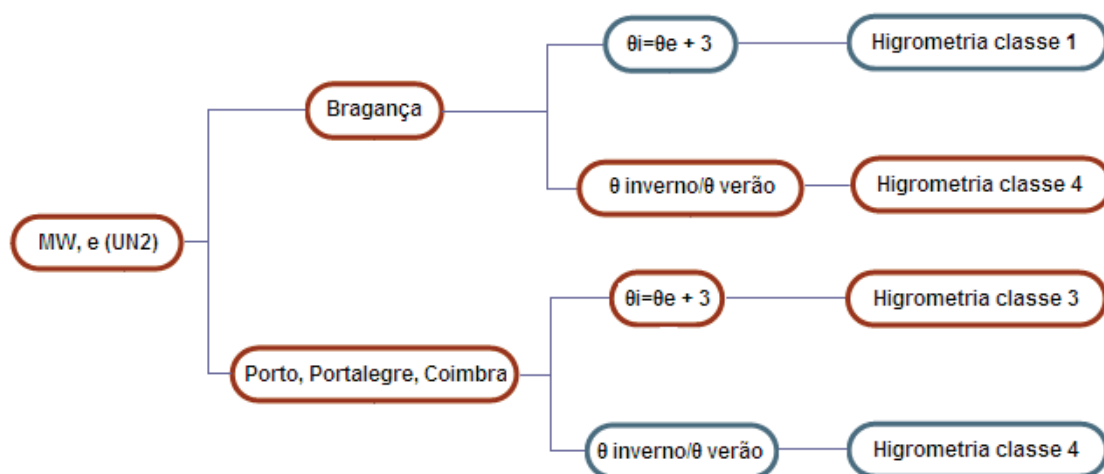 θi=θe + 3
Higrometria classe 1
Bragança
θ inverno/θ verão
Higrometria classe 4
MW, e (UN2)
θi=θe + 3
Higrometria classe 3
Porto, Portalegre, Coimbra
θ inverno/θ verão
Higrometria classe 4